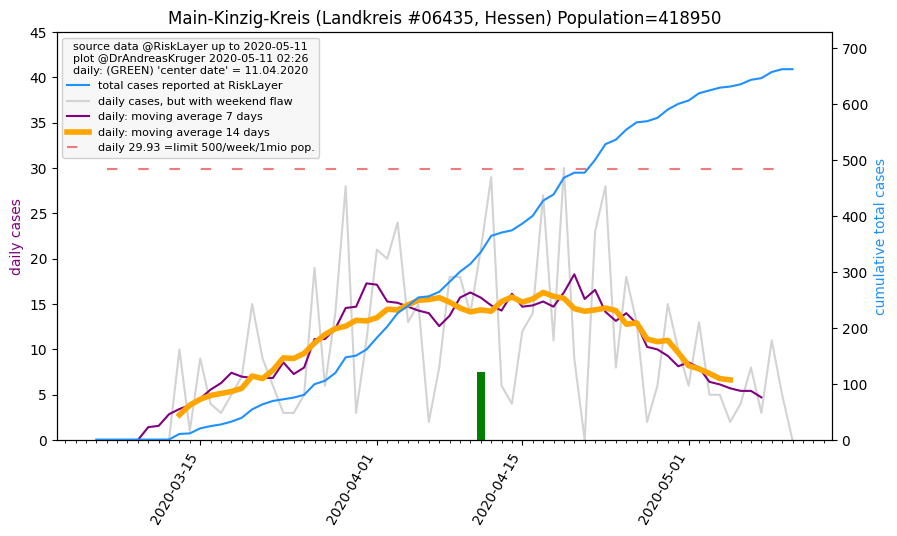 Main-Kinzig-Kreis (Landkreis #06435, Hessen) Population=418950
source data @RiskLayer up to 2020-05-11
plot @DrAndreasKruger 2020-05-11 02:26
daily: (GREEN) 'center date' = 11.04.2020
total cases reported at RiskLayer
daily cases, but with weekend flaw
daily: moving average 7 days
daily: moving average 14 days
daily 29.93 =limit 500/week/1mio pop.
daily cases
45
40
35
30
25
20
15
10
5
0
700
600
500
400
300
200
100
0
cumulative total cases
2020-03-15
2020-04-01
2020-04-15
2020-05-01